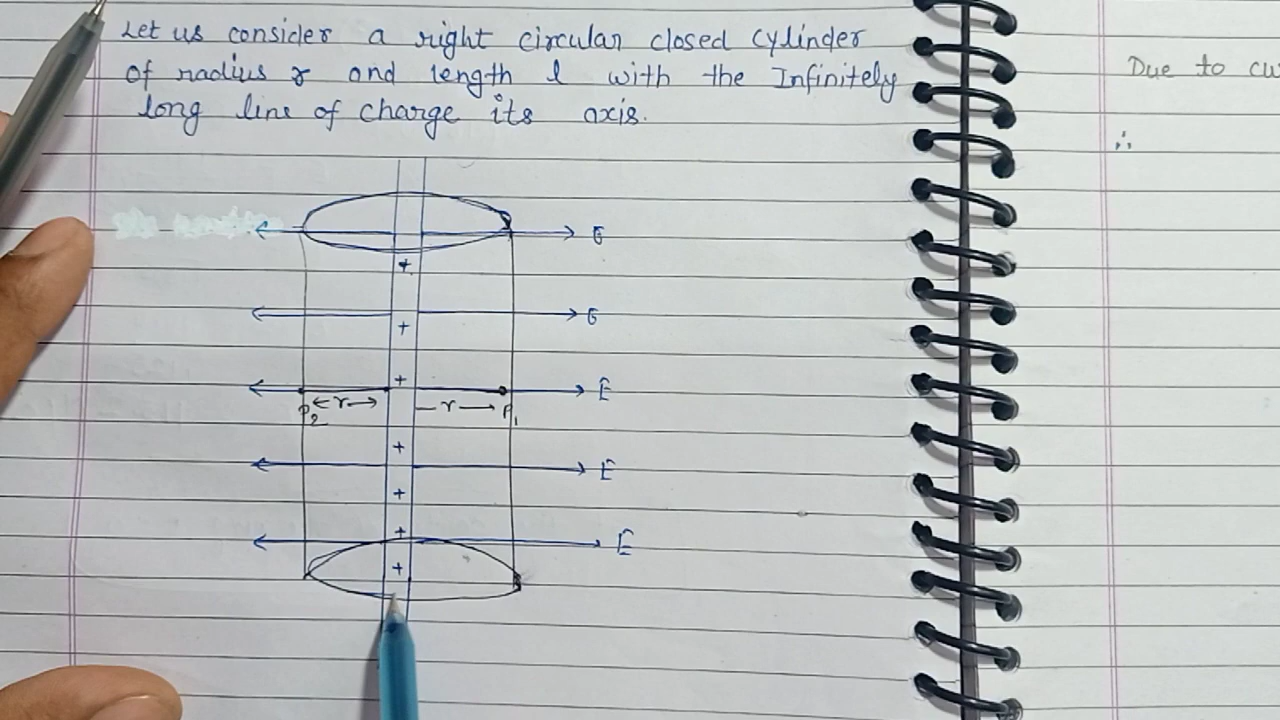 Let us consider a right circular closed cylinder
of radius r and length l with the Infinitely
long line of charge its axis.
Due to cu
∴
E
+
E
+
E
+
P2 ←r→ r→ P1
+
E
+
+
E
+